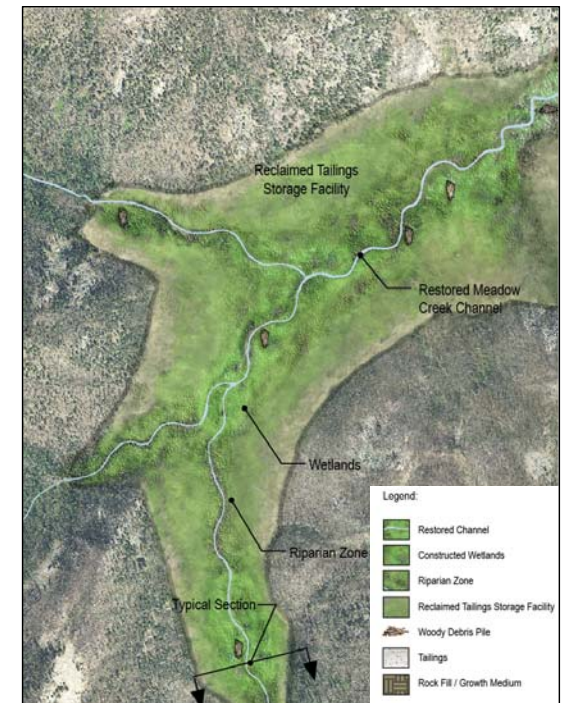 Reclaimed Tailings
Storage Facility
Restored Meadow
Creek Channel
Wetlands
Riparian Zone
Typical Section
Legend:
Restored Channel
Constructed Wetlands
Riparian Zone
Reclaimed Tailings Storage Facility
Woody Debris Pile
Tailings
Rock Fill / Growth Medium